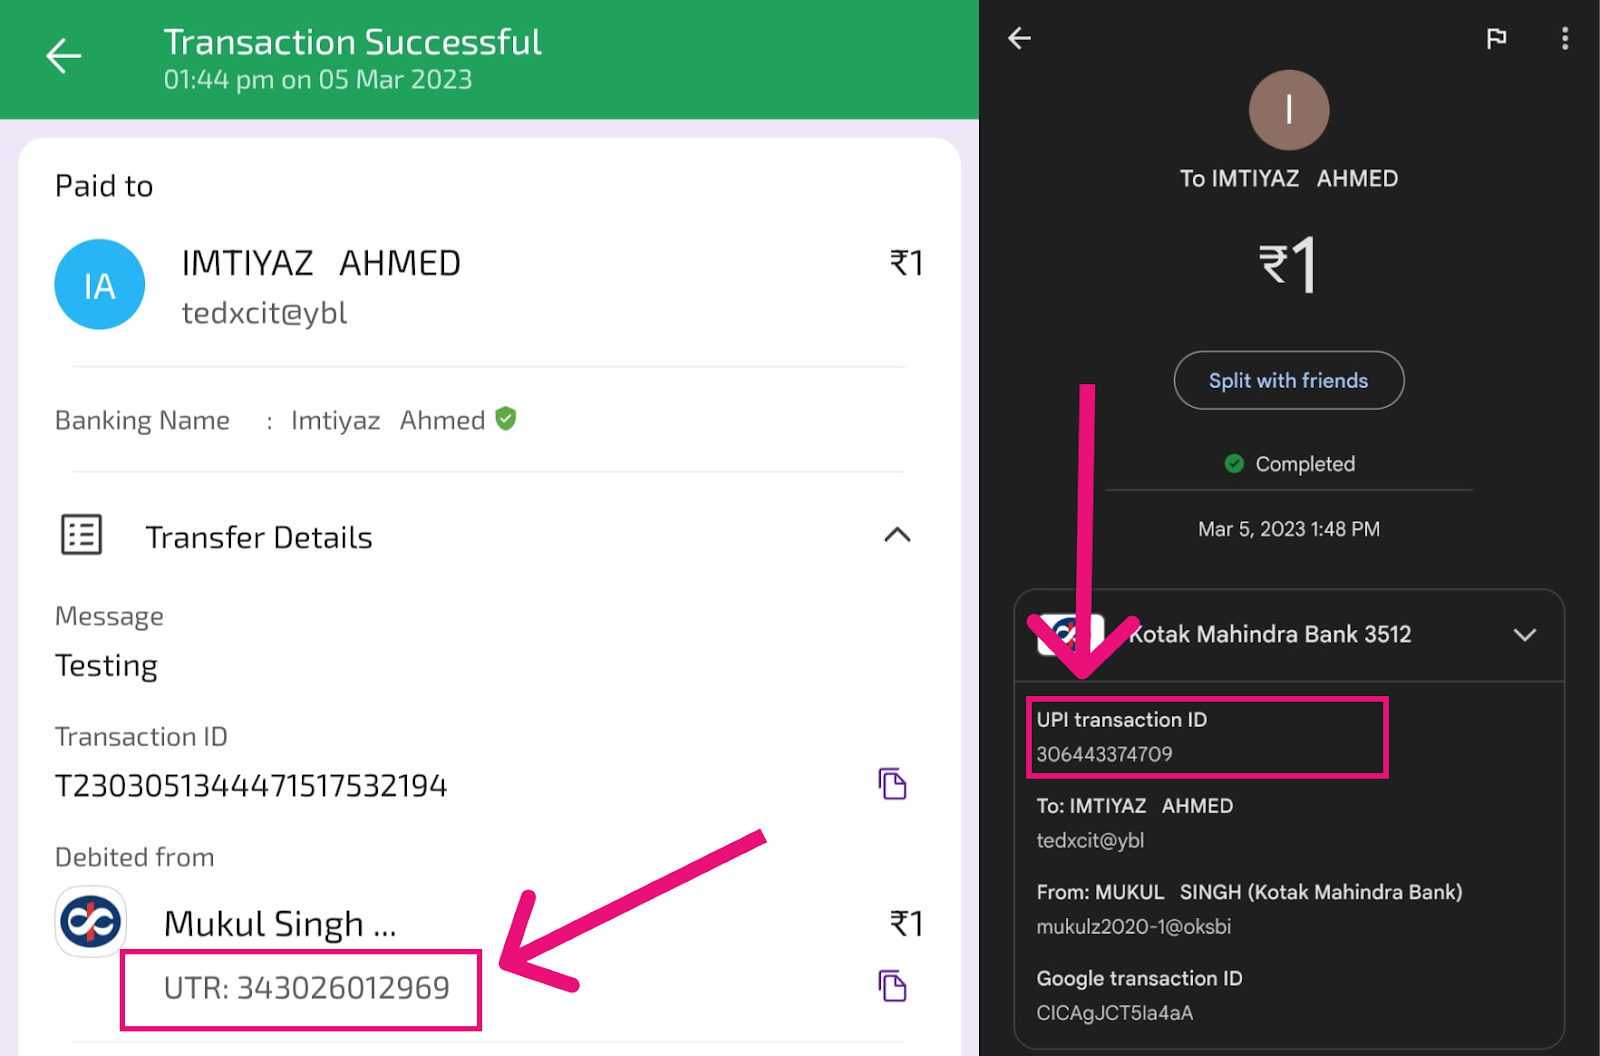 Transaction Successful
01:44 pm on 05 Mar 2023
Paid to
IA
IMTIYAZ AHMED
₹1
tedxcit@ybl
Banking Name : Imtiyaz Ahmed
Transfer Details
Message
Testing
Transaction ID
T2303051344471517532194
Debited from
Mukul Singh ...
₹1
UTR: 343026012969
I
To IMTIYAZ AHMED
₹1
Split with friends
Completed
Mar 5, 2023 1:48 PM
Kotak Mahindra Bank 3512
UPI transaction ID
306443374709
To: IMTIYAZ AHMED
tedxcit@ybl
From: MUKUL SINGH (Kotak Mahindra Bank)
mukulz2020-1@oksbi
Google transaction ID
CICAgJCT5Ia4aA